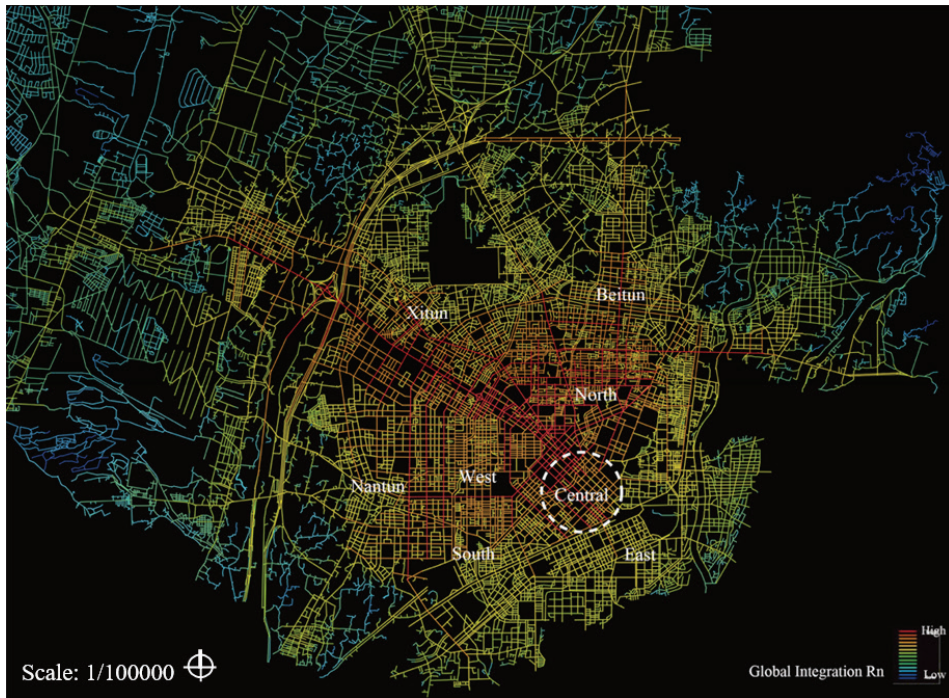 Beitun
Xitun
North
West
Nantun
Central
South
East
High
Low
Scale: 1/100000
Global Integration Rn